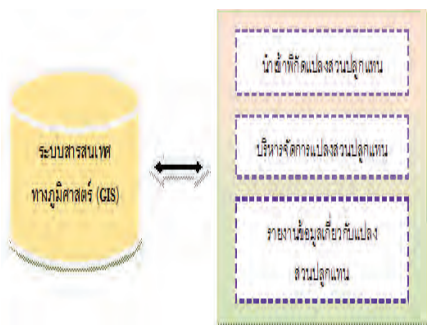 ระบบสารสนเทศ
ทางภูมิศาสตร์ (GIS)
นำเข้าพิกัดแปลงสวนปลูกแทน
บริหารจัดการแปลงสวนปลูกแทน
รายงานข้อมูลเกี่ยวกับแปลง
สวนปลูกแทน